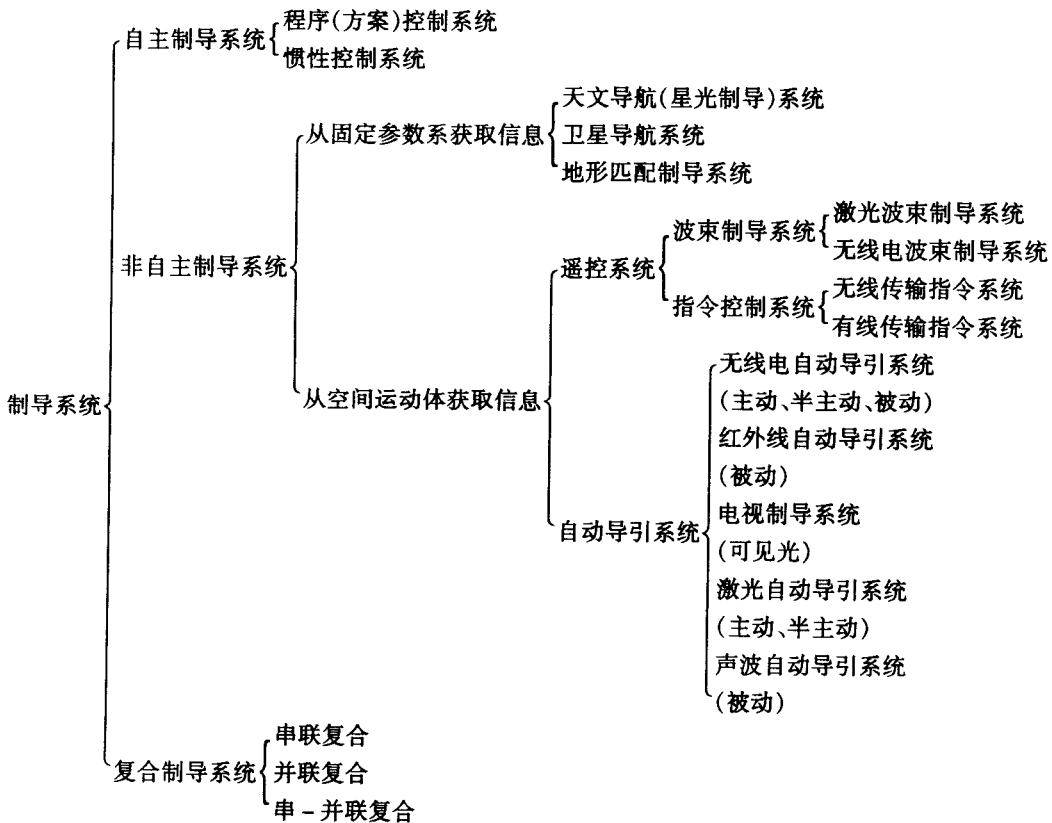 制导系统
自主制导系统
程序(方案)控制系统
惯性控制系统
非自主制导系统
从固定参数系获取信息
天文导航(星光制导)系统
卫星导航系统
地形匹配制导系统
从空间运动体获取信息
遥控系统
波束制导系统
激光波束制导系统
无线电波束制导系统
指令控制系统
无线传输指令系统
有线传输指令系统
自动导引系统
无线电自动导引系统
(主动、半主动、被动)
红外线自动导引系统
(被动)
电视制导系统
(可见光)
激光自动导引系统
(主动、半主动)
声波自动导引系统
(被动)
复合制导系统
串联复合
并联复合
串-并联复合